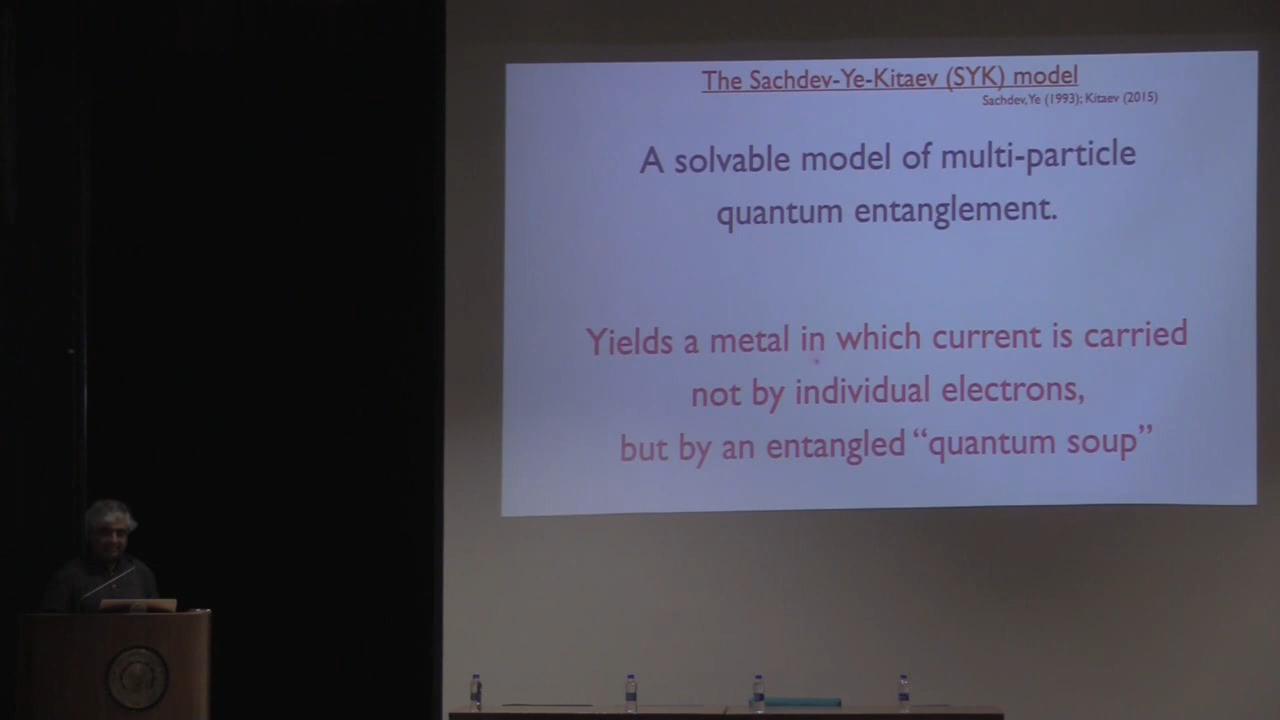 The Sachdev-Ye-Kitaev (SYK) model
Sachdev, Ye (1993); Kitaev (2015)
A solvable model of multi-particle
quantum entanglement.
Yields a metal in which current is carried
not by individual electrons,
but by an entangled “quantum soup”